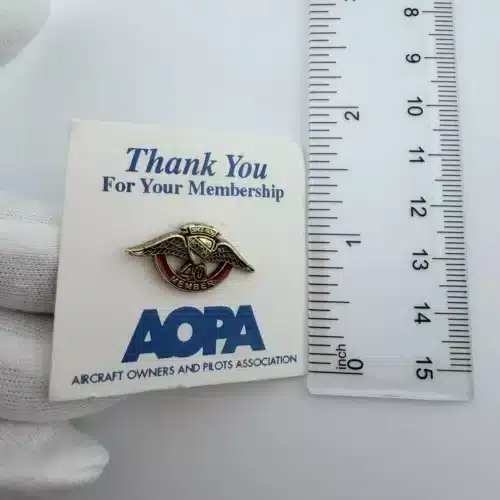 Thank You
For Your Membership
40
MEMBER
AOPA
AIRCRAFT OWNERS AND PILOTS ASSOCIATION
8
9
10
11
12
13
14
15
2
1
0
inch